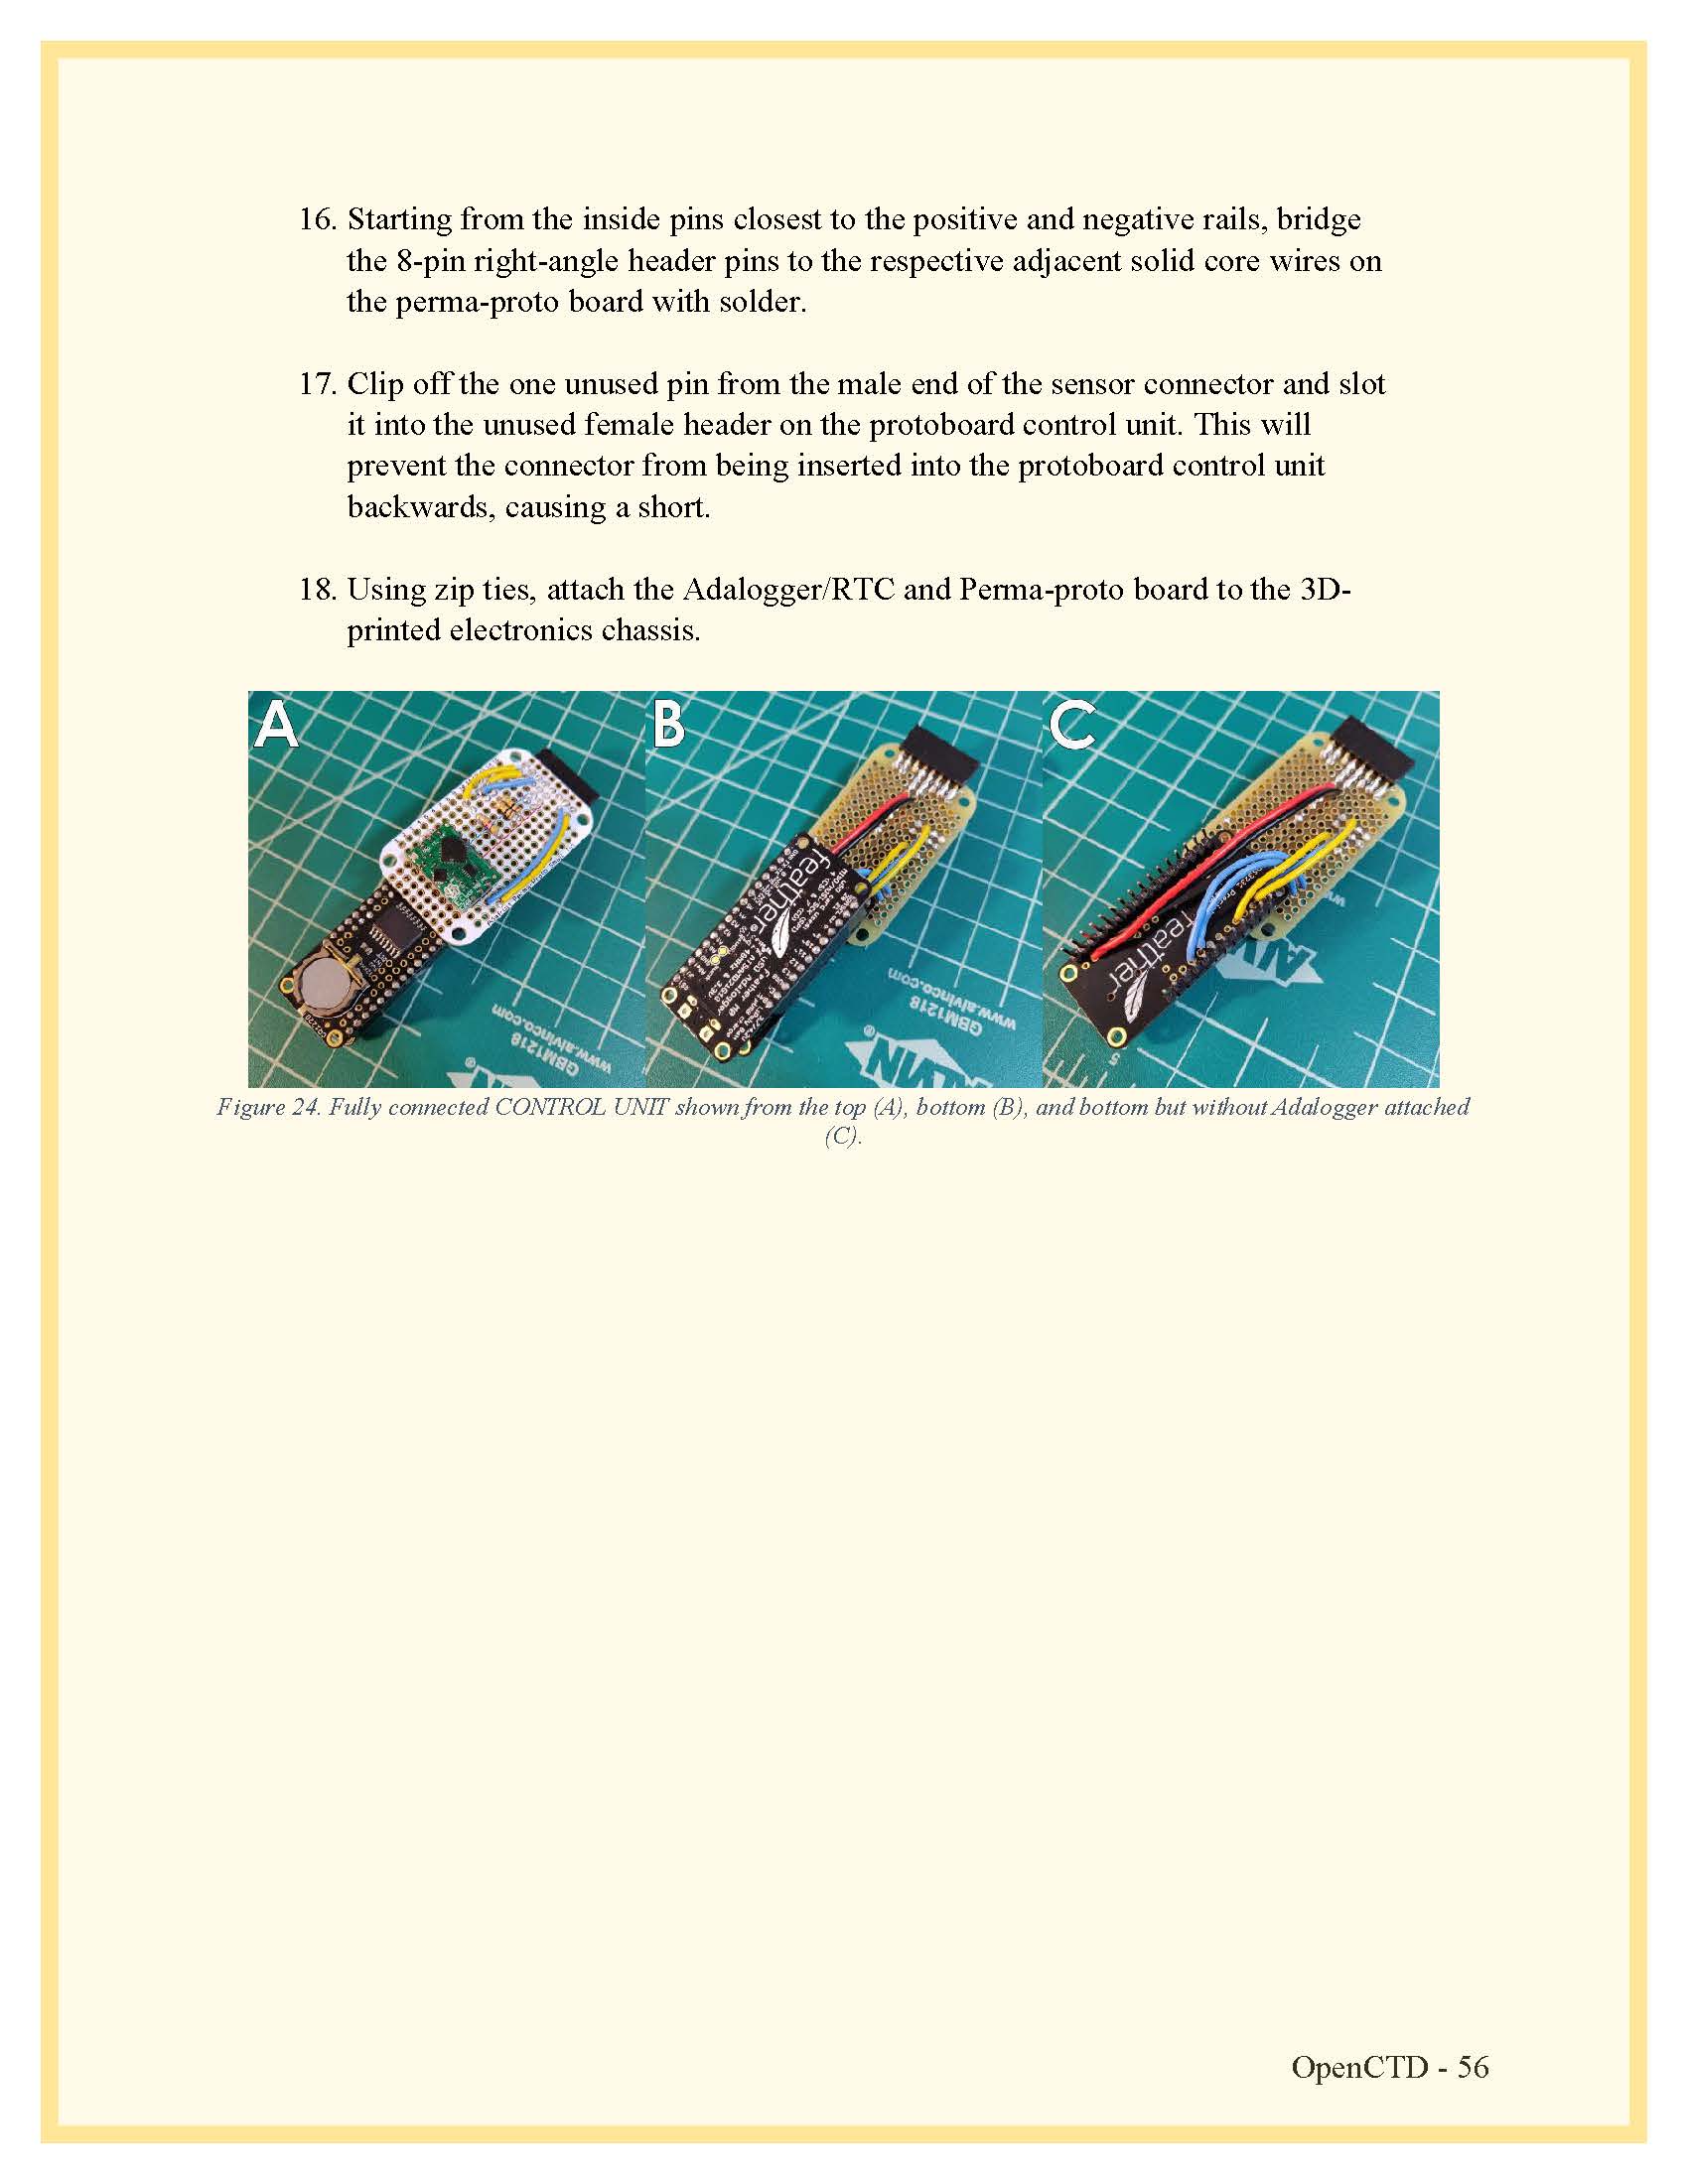 16. Starting from the inside pins closest to the positive and negative rails, bridge
the 8-pin right-angle header pins to the respective adjacent solid core wires on
the perma-proto board with solder.
17. Clip off the one unused pin from the male end of the sensor connector and slot
it into the unused female header on the protoboard control unit. This will
prevent the connector from being inserted into the protoboard control unit
backwards, causing a short.
18. Using zip ties, attach the Adalogger/RTC and Perma-proto board to the 3D-
printed electronics chassis.
A
B
C
feather
feather
www.alvinco.com
GBM1218
www.alvinco.com
GBM1218
ALVIN
Figure 24. Fully connected CONTROL UNIT shown from the top (A), bottom (B), and bottom but without Adalogger attached
(C).
OpenCTD - 56